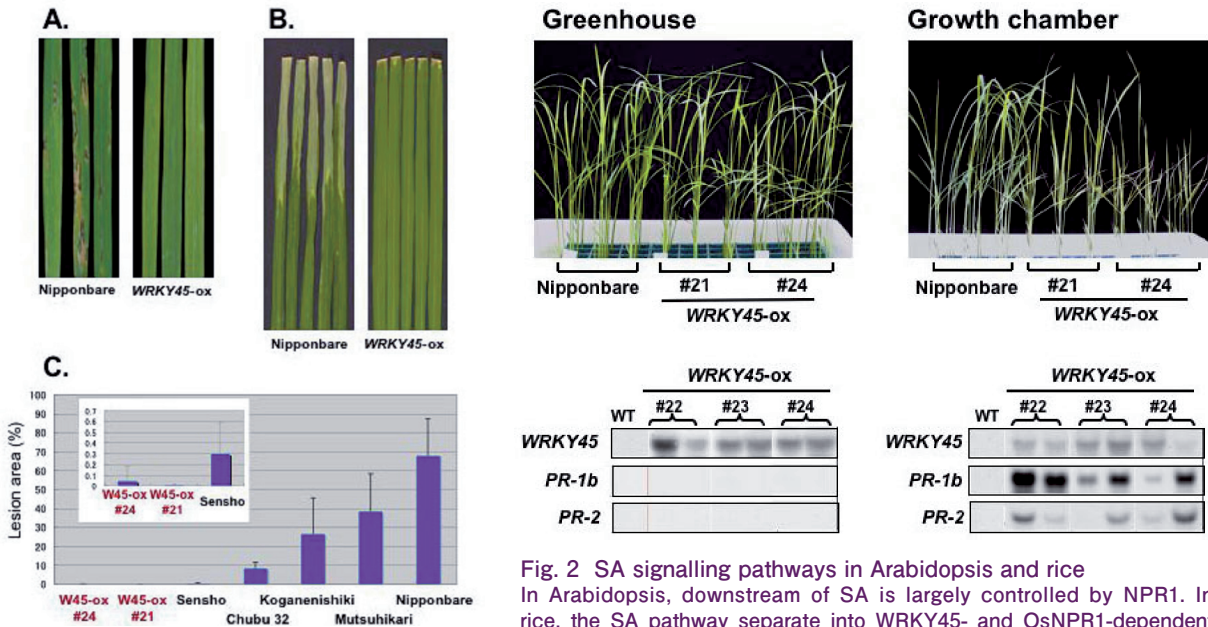 A.
B.
Nipponbare WRKY45-ox
Nipponbare WRKY45-ox
C.
Lesion area (%)
100
90
80
70
60
50
40
30
20
10
0
0.7
0.6
0.5
0.4
0.3
0.2
0.1
0
W45-ox #24
W45-ox #21
Sensho
W45-ox #24
W45-ox #21
Sensho
Chubu 32
Koganenishiki
Mutsuhikari
Nipponbare
Greenhouse
Nipponbare #21 #24
WRKY45-ox
Growth chamber
Nipponbare #21 #24
WRKY45-ox
WRKY45-ox
WT #22 #23 #24
WRKY45
PR-1b
PR-2
WRKY45-ox
WT #22 #23 #24
WRKY45
PR-1b
PR-2
Fig. 2 SA signalling pathways in Arabidopsis and rice
In Arabidopsis, downstream of SA is largely controlled by NPR1. In
rice, the SA pathway separate into WRKY45- and OsNPR1-dependent